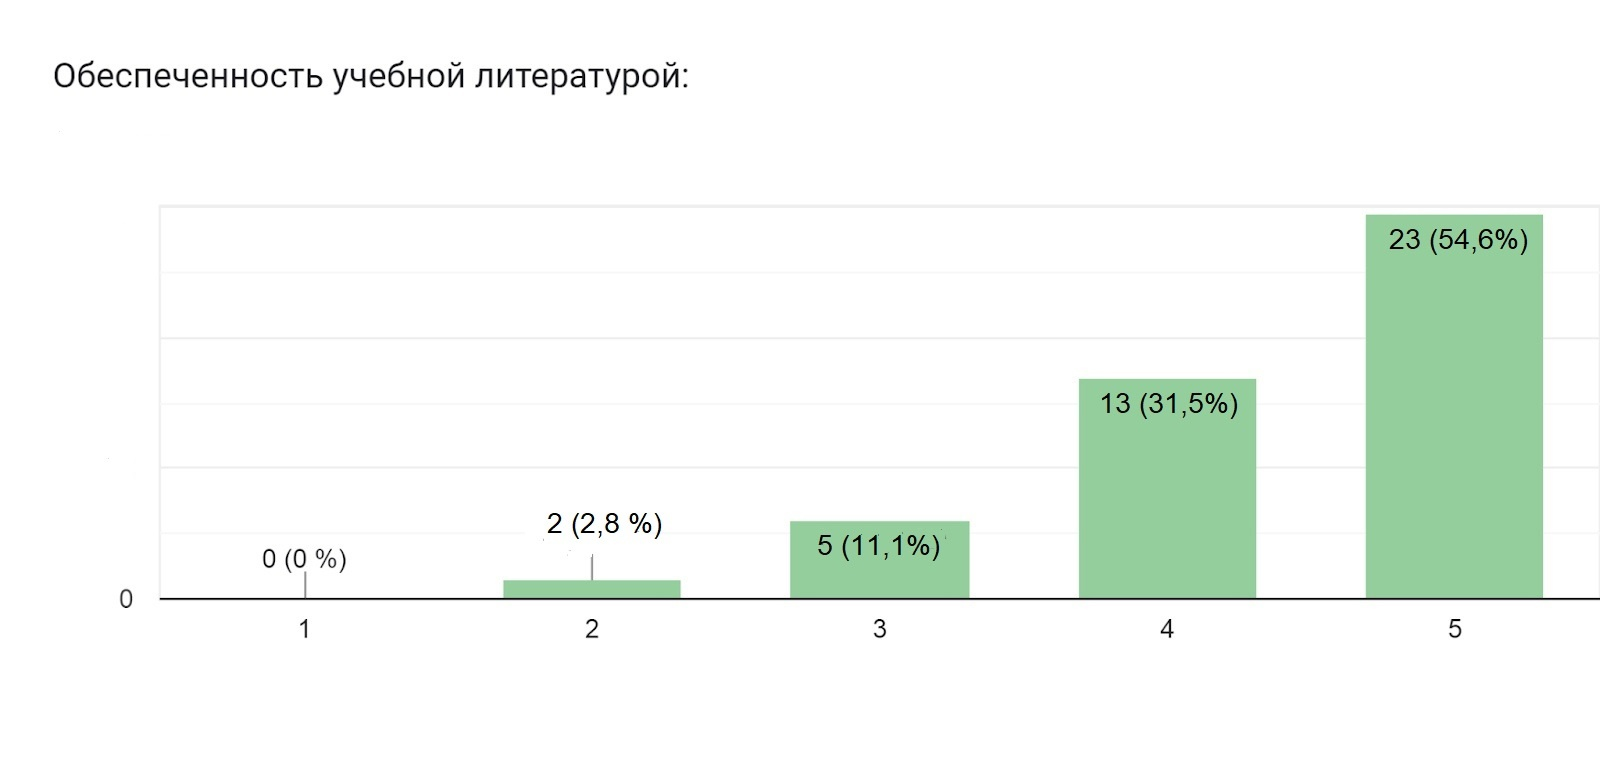 Обеспеченность учебной литературой:
23 (54,6%)
13 (31,5%)
2 (2,8 %)
5 (11,1%)
0 (0 %)
0
1 2 3 4 5